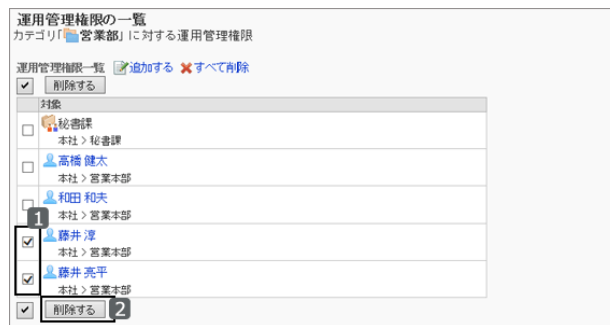 運用管理権限の一覧
カテゴリ「営業部」に対する運用管理権限
運用管理権限一覧 追加する すべて削除
削除する
対象
秘書課
本社 > 秘書課
高橋 健太
本社 > 営業本部
和田 和夫
本社 > 営業本部
1
藤井 淳
本社 > 営業本部
藤井 亮平
本社 > 営業本部
削除する 2